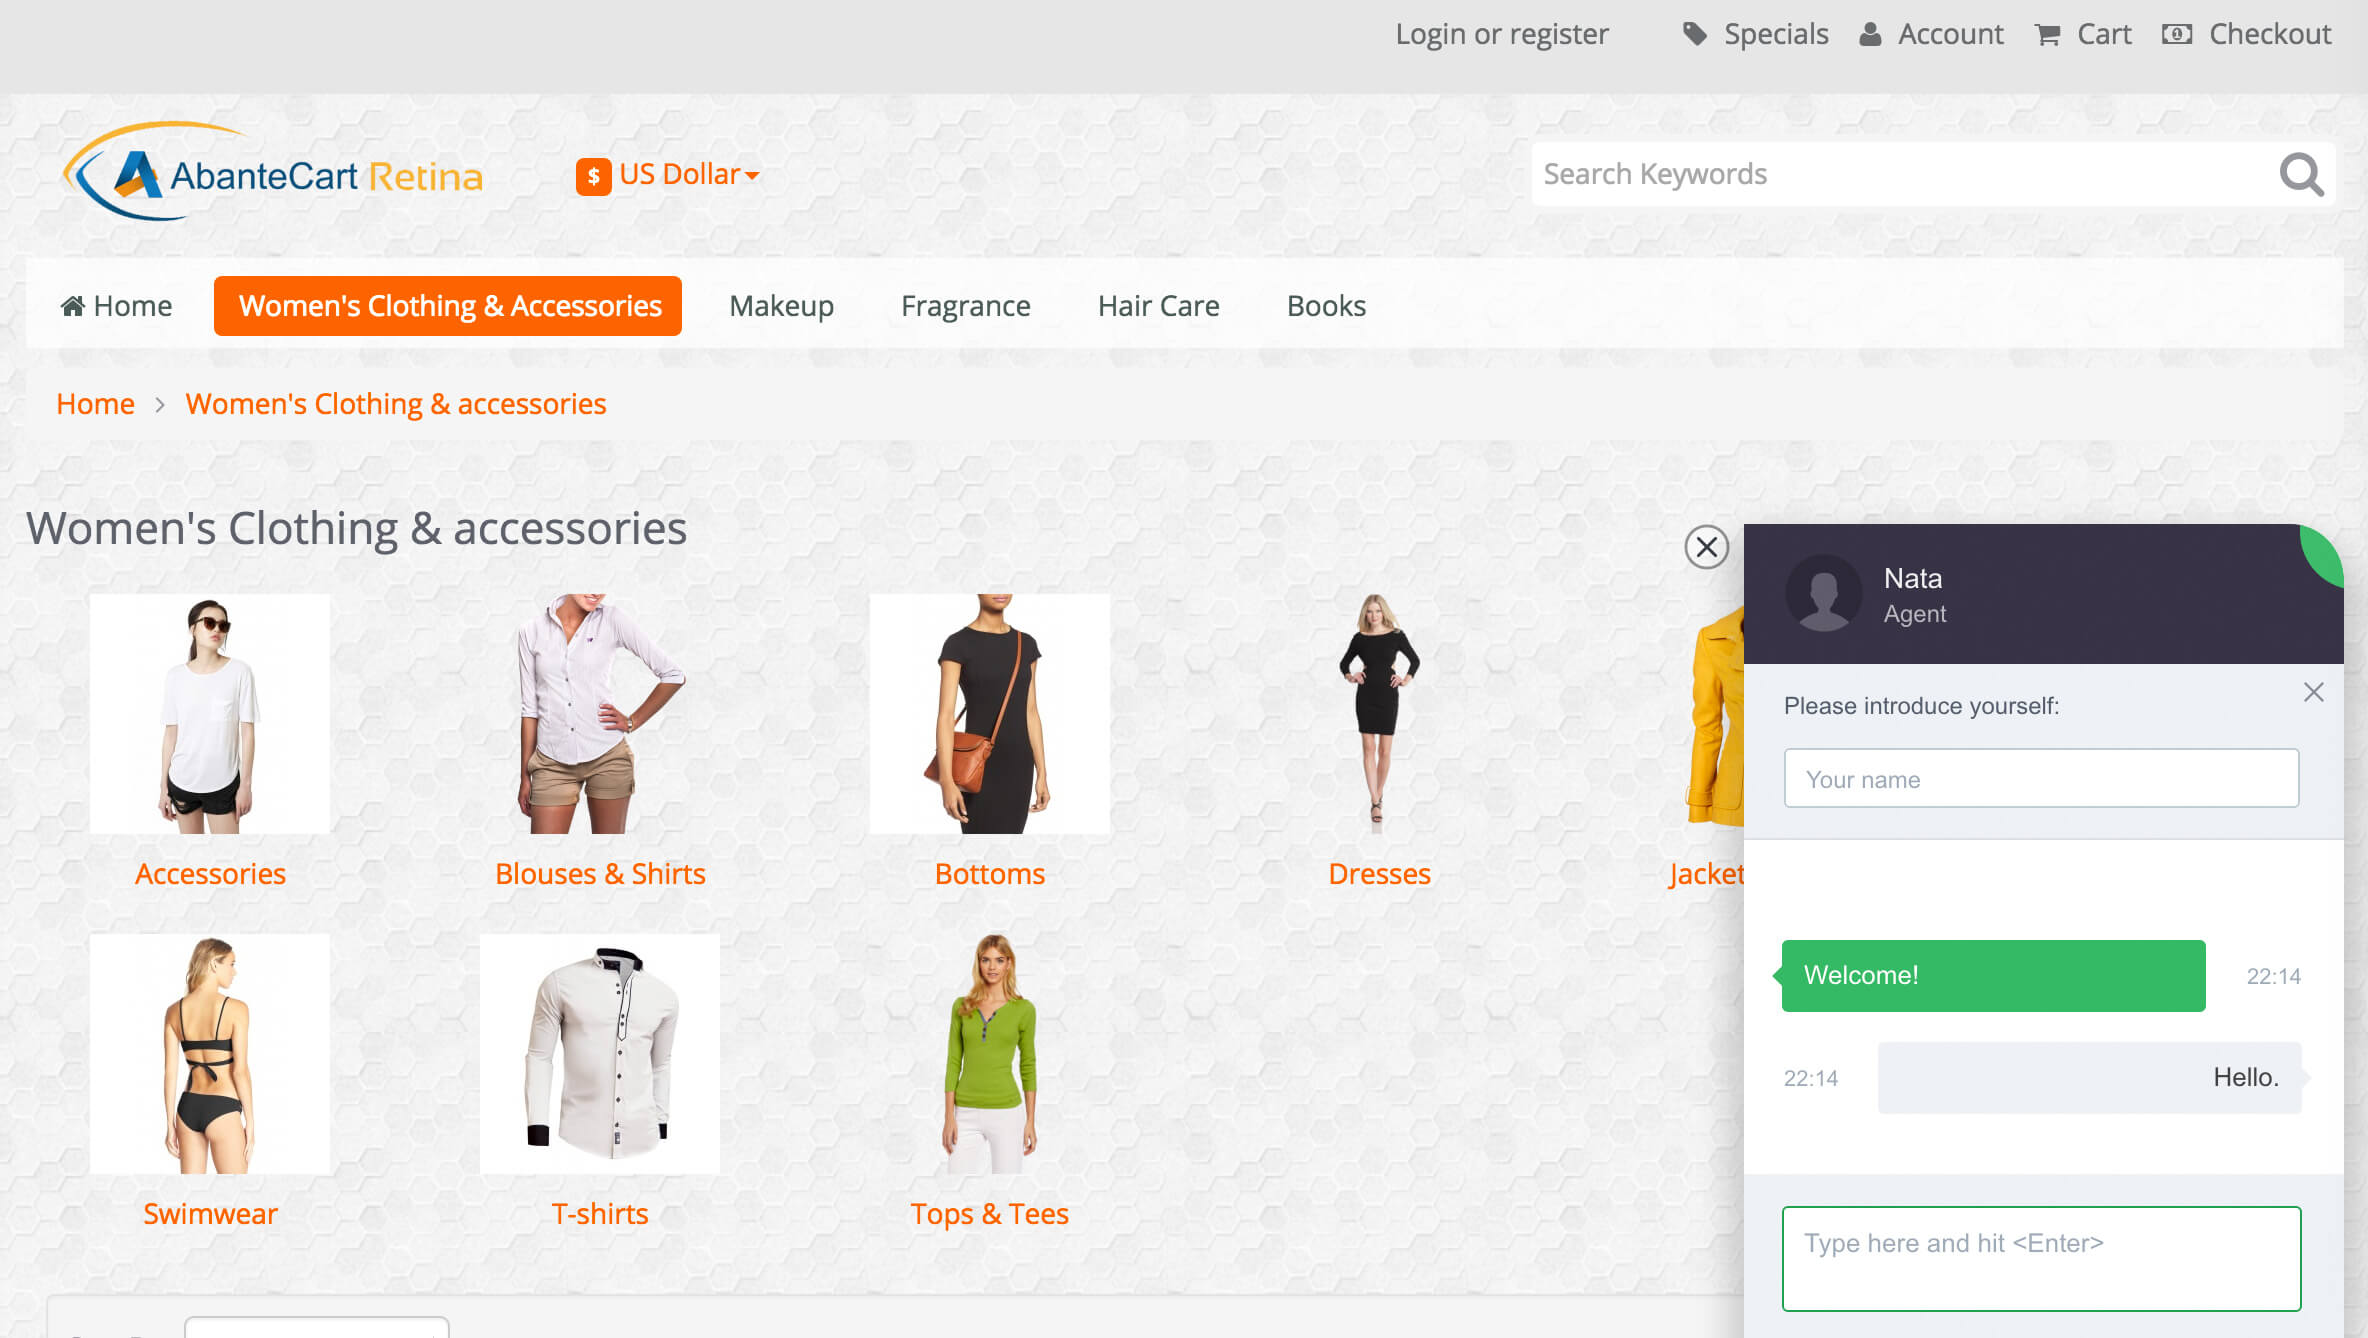 Login or register
Specials
Account
Cart
Checkout
AbanteCart Retina
$ US Dollar
Search Keywords
Home
Women's Clothing & Accessories
Makeup
Fragrance
Hair Care
Books
Home > Women's Clothing & accessories
Women's Clothing & accessories
Accessories
Blouses & Shirts
Bottoms
Dresses
Jacket
Swimwear
T-shirts
Tops & Tees
Nata
Agent
Please introduce yourself:
Your name
Welcome!
22:14
22:14
Hello.
Type here and hit <Enter>